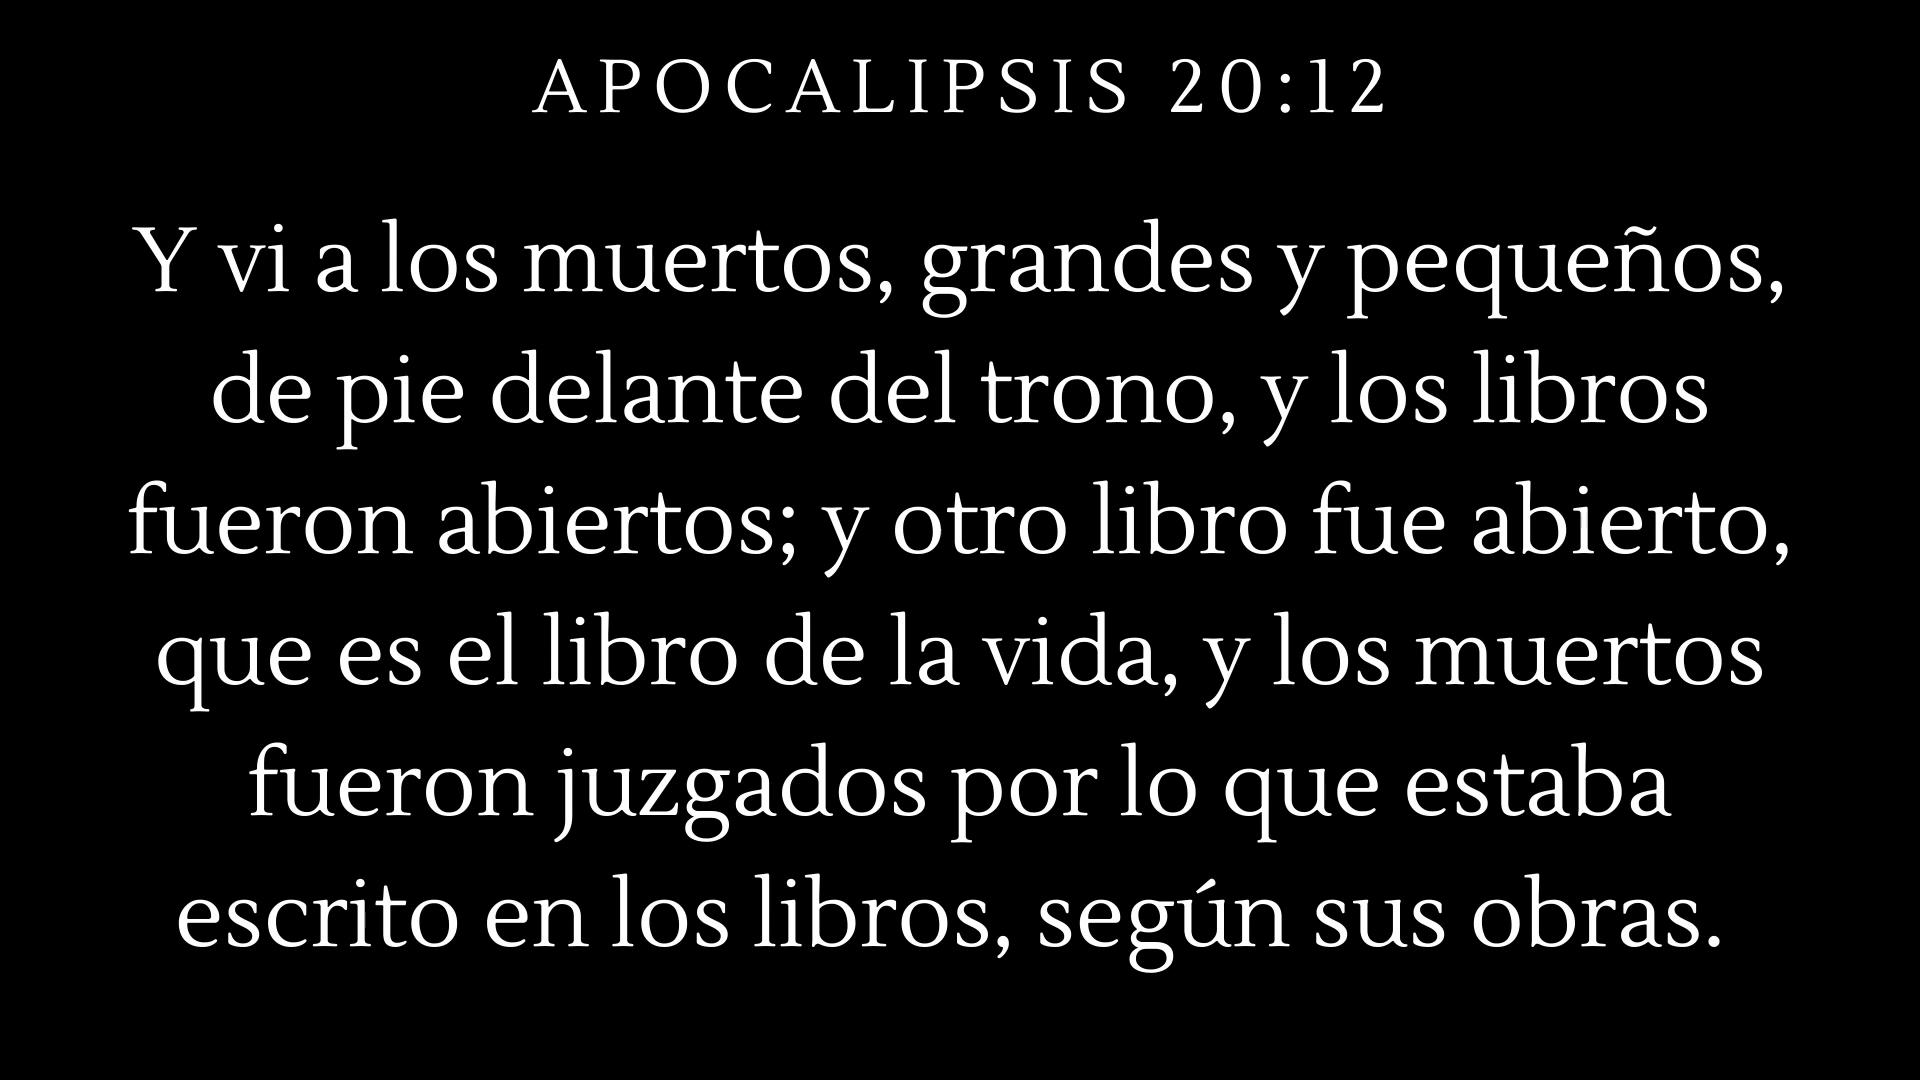 APOCALIPSIS 20:12
Y vi a los muertos, grandes y pequeños,
de pie delante del trono, y los libros
fueron abiertos; y otro libro fue abierto,
que es el libro de la vida, y los muertos
fueron juzgados por lo que estaba
escrito en los libros, según sus obras.